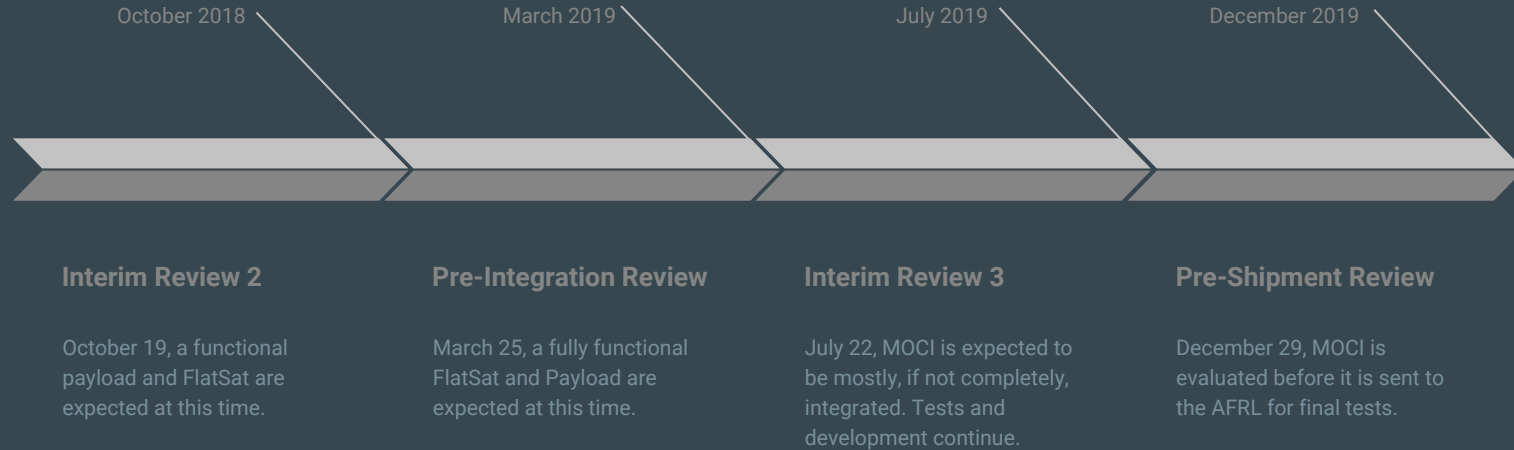 October 2018
March 2019
July 2019
December 2019
Interim Review 2
October 19, a functional
payload and FlatSat are
expected at this time.
Pre-Integration Review
March 25, a fully functional
FlatSat and Payload are
expected at this time.
Interim Review 3
July 22, MOCI is expected to
be mostly, if not completely,
integrated. Tests and
development continue.
Pre-Shipment Review
December 29, MOCI is
evaluated before it is sent to
the AFRL for final tests.